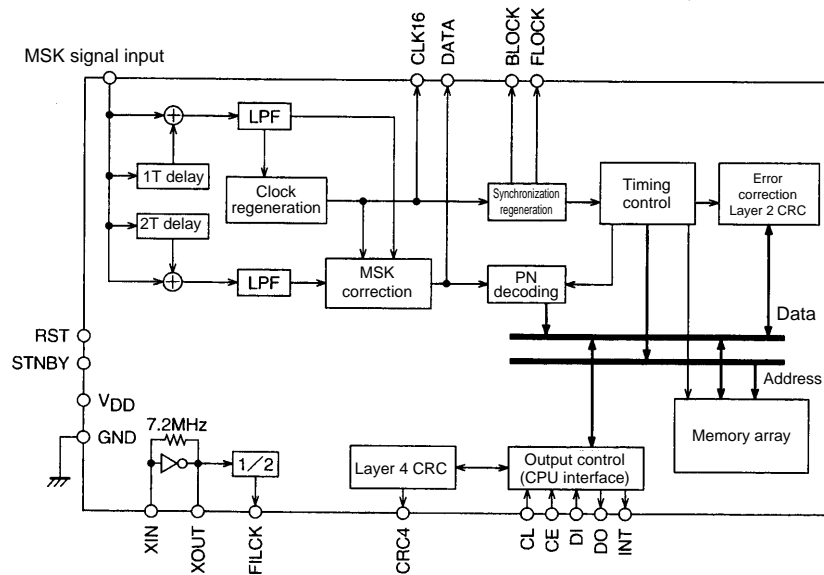 CLK16
DATA
BLOCK
FLOCK
MSK signal input
LPF
1T delay
Clock
regeneration
Synchronization
regeneration
Timing
control
Error
correction
Layer 2 CRC
2T delay
LPF
MSK
correction
PN
decoding
Data
RST
STNBY
Address
VDD
7.2MHz
GND
1/2
Layer 4 CRC
Output control
(CPU interface)
Memory array
XIN
XOUT
FILCK
CRC4
CL
CE
DI
DO
INT